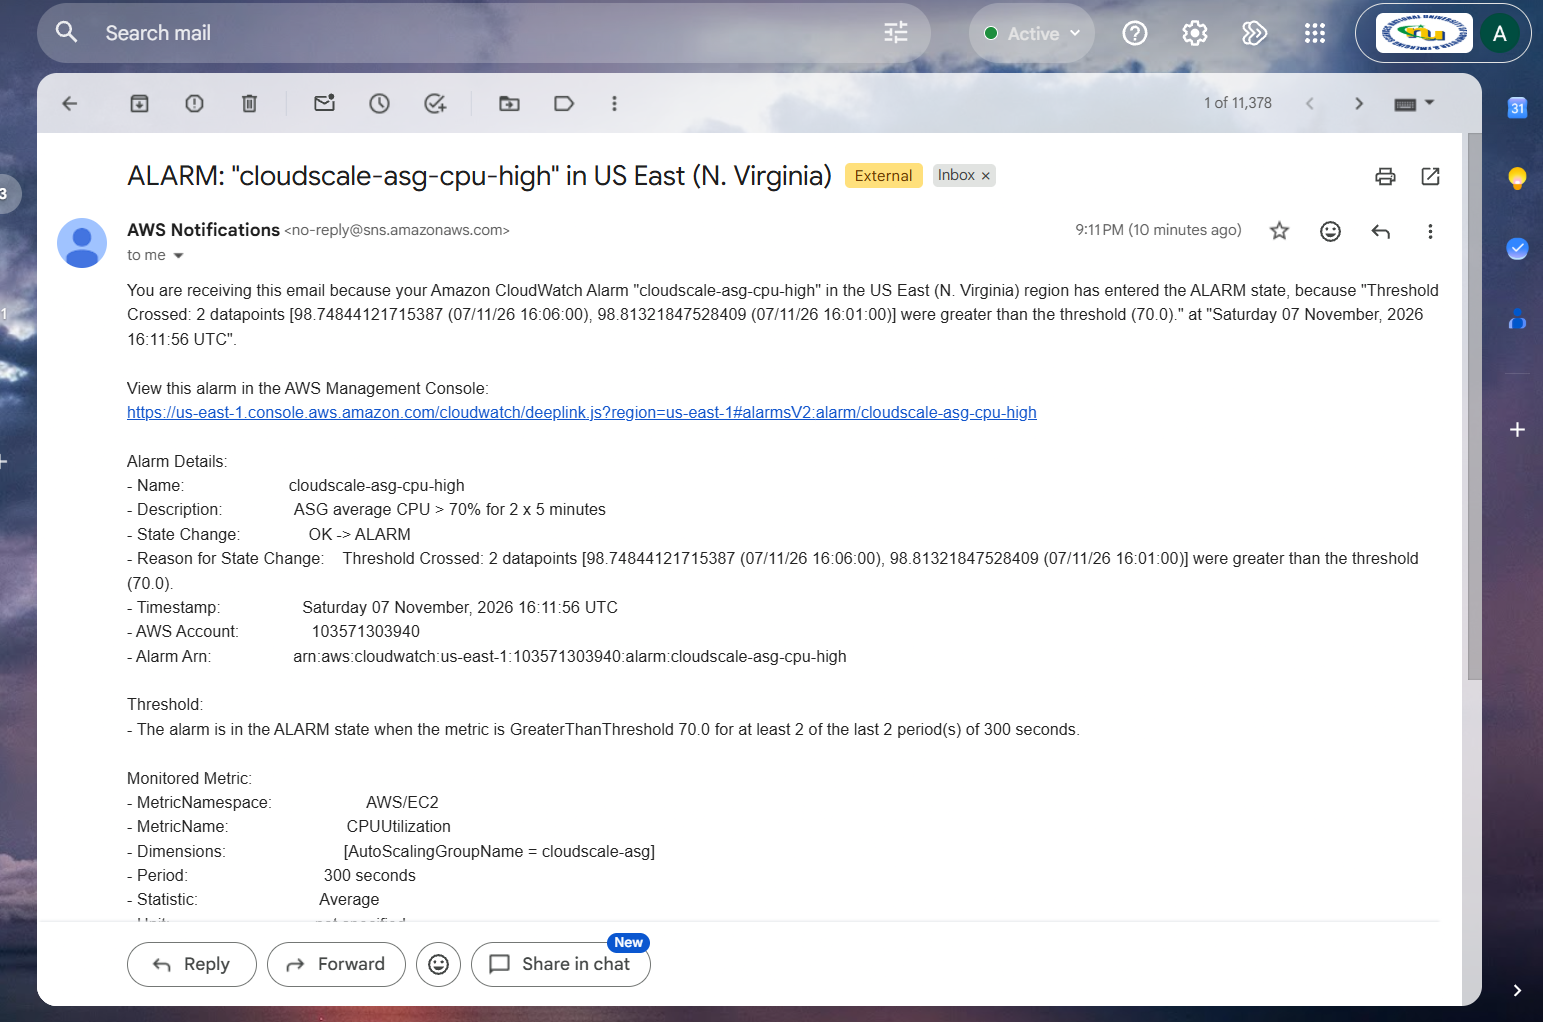 Search mail
Active
A
1 of 11,378
31
3
1
ALARM: "cloudscale-asg-cpu-high" in US East (N. Virginia)
External
Inbox ×
AWS Notifications <no-reply@sns.amazonaws.com>
9:11 PM (10 minutes ago)
to me
You are receiving this email because your Amazon CloudWatch Alarm "cloudscale-asg-cpu-high" in the US East (N. Virginia) region has entered the ALARM state, because "Threshold
Crossed: 2 datapoints [98.74844121715387 (07/11/26 16:06:00), 98.81321847528409 (07/11/26 16:01:00)] were greater than the threshold (70.0)." at "Saturday 07 November, 2026
16:11:56 UTC".
View this alarm in the AWS Management Console:
https://us-east-1.console.aws.amazon.com/cloudwatch/deeplink.js?region=us-east-1#alarmsV2:alarm/cloudscale-asg-cpu-high
Alarm Details:
- Name: cloudscale-asg-cpu-high
- Description: ASG average CPU > 70% for 2 x 5 minutes
- State Change: OK -> ALARM
- Reason for State Change: Threshold Crossed: 2 datapoints [98.74844121715387 (07/11/26 16:06:00), 98.81321847528409 (07/11/26 16:01:00)] were greater than the threshold
(70.0).
- Timestamp: Saturday 07 November, 2026 16:11:56 UTC
- AWS Account: 103571303940
- Alarm Arn: arn:aws:cloudwatch:us-east-1:103571303940:alarm:cloudscale-asg-cpu-high
Threshold:
- The alarm is in the ALARM state when the metric is GreaterThanThreshold 70.0 for at least 2 of the last 2 period(s) of 300 seconds.
Monitored Metric:
- MetricNamespace: AWS/EC2
- MetricName: CPUUtilization
- Dimensions: [AutoScalingGroupName = cloudscale-asg]
- Period: 300 seconds
- Statistic: Average
- Unit: not specified
New
Reply
Forward
Share in chat